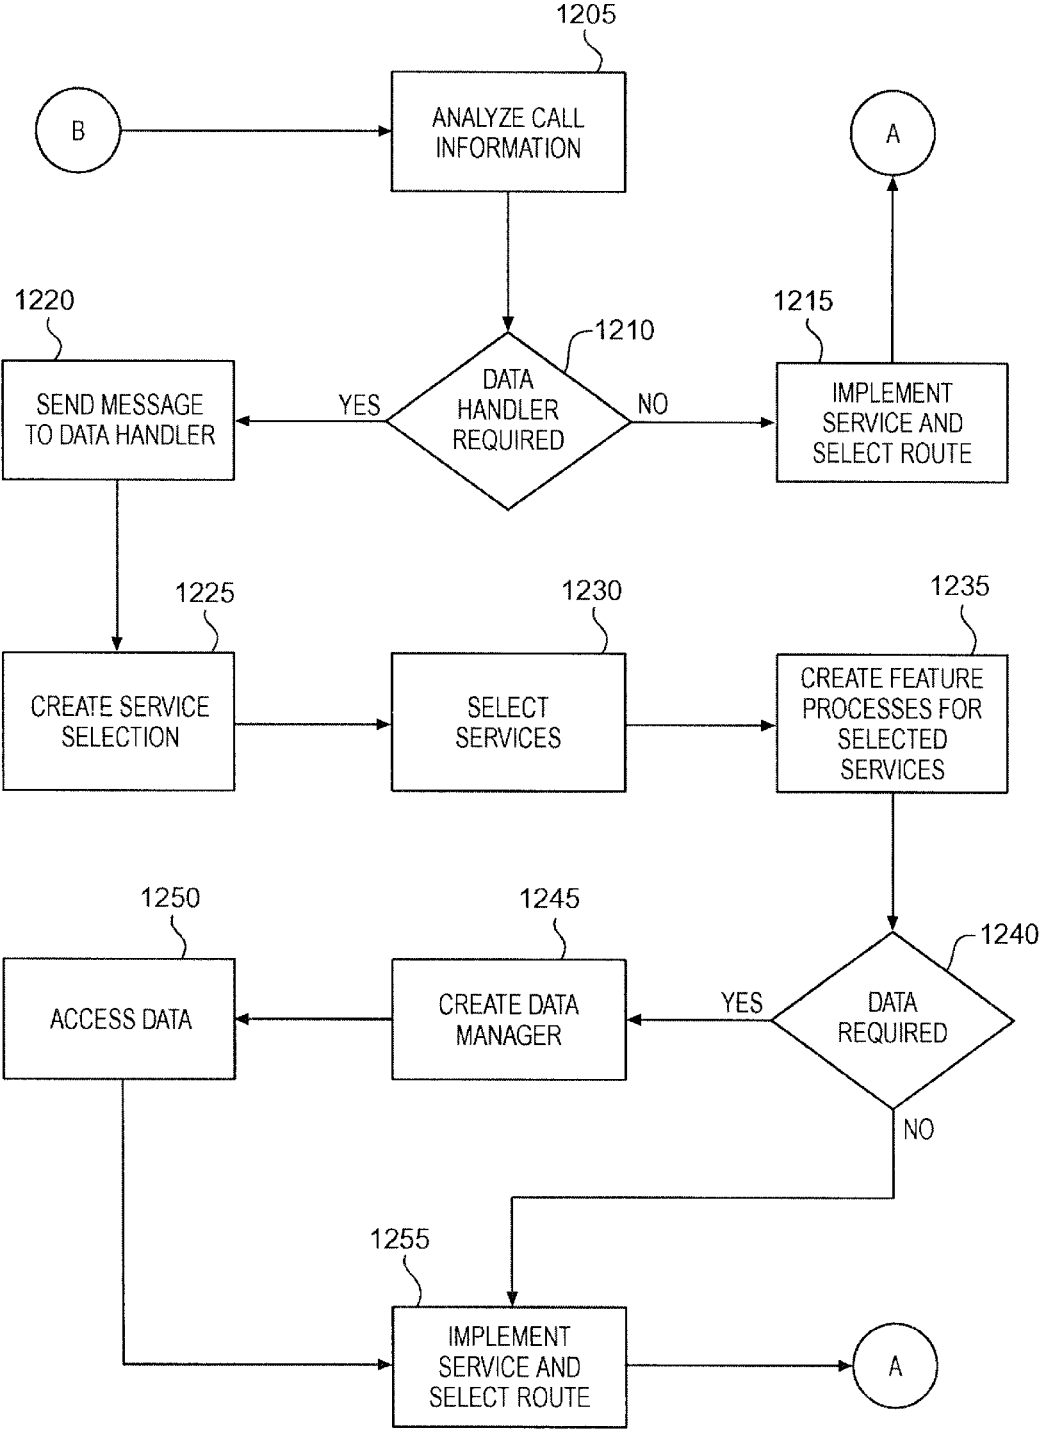 1205
B
ANALYZE CALL
INFORMATION
A
1220
1210
1215
SEND MESSAGE
TO DATA HANDLER
YES
DATA
HANDLER
REQUIRED
NO
IMPLEMENT
SERVICE AND
SELECT ROUTE
1225
1230
1235
CREATE SERVICE
SELECTION
SELECT
SERVICES
CREATE FEATURE
PROCESSES FOR
SELECTED
SERVICES
1250
1245
1240
ACCESS DATA
CREATE DATA
MANAGER
YES
DATA
REQUIRED
NO
1255
IMPLEMENT
SERVICE AND
SELECT ROUTE
A